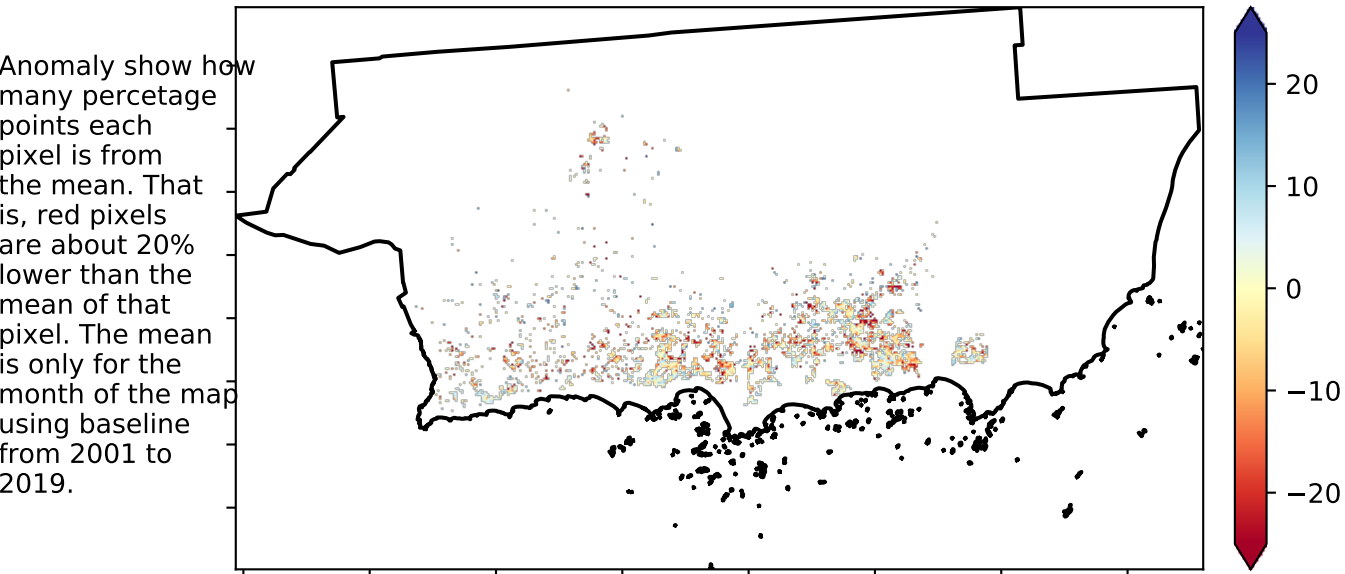 Anomaly show how
many percetage
points each
pixel is from
the mean. That
is, red pixels
are about 20%
lower than the
mean of that
pixel. The mean
is only for the
month of the map
using baseline
from 2001 to
2019.
20
10
0
−10
−20